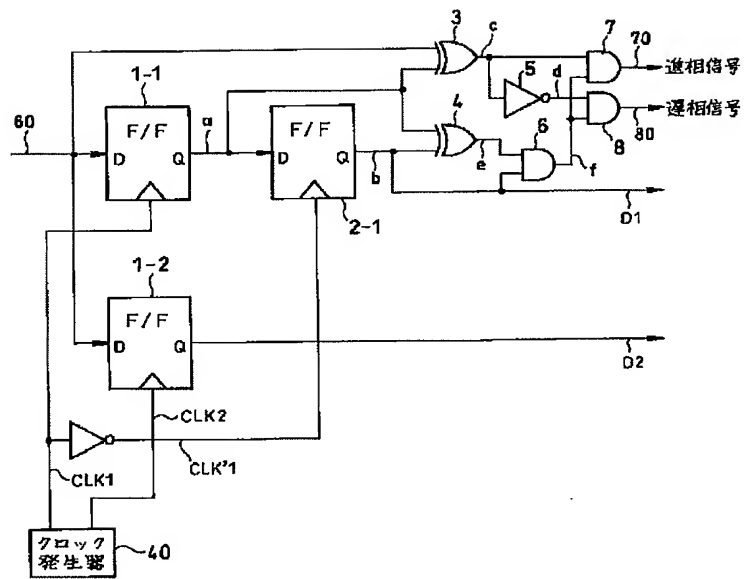 3
c
7
70
進相信号
5
d
遅相信号
8
80
1-1
60
F/F
D
Q
a
F/F
D
Q
b
2-1
4
e
6
f
D1
1-2
F/F
D
Q
D2
CLK2
CLK'1
CLK1
クロック
発生器
40